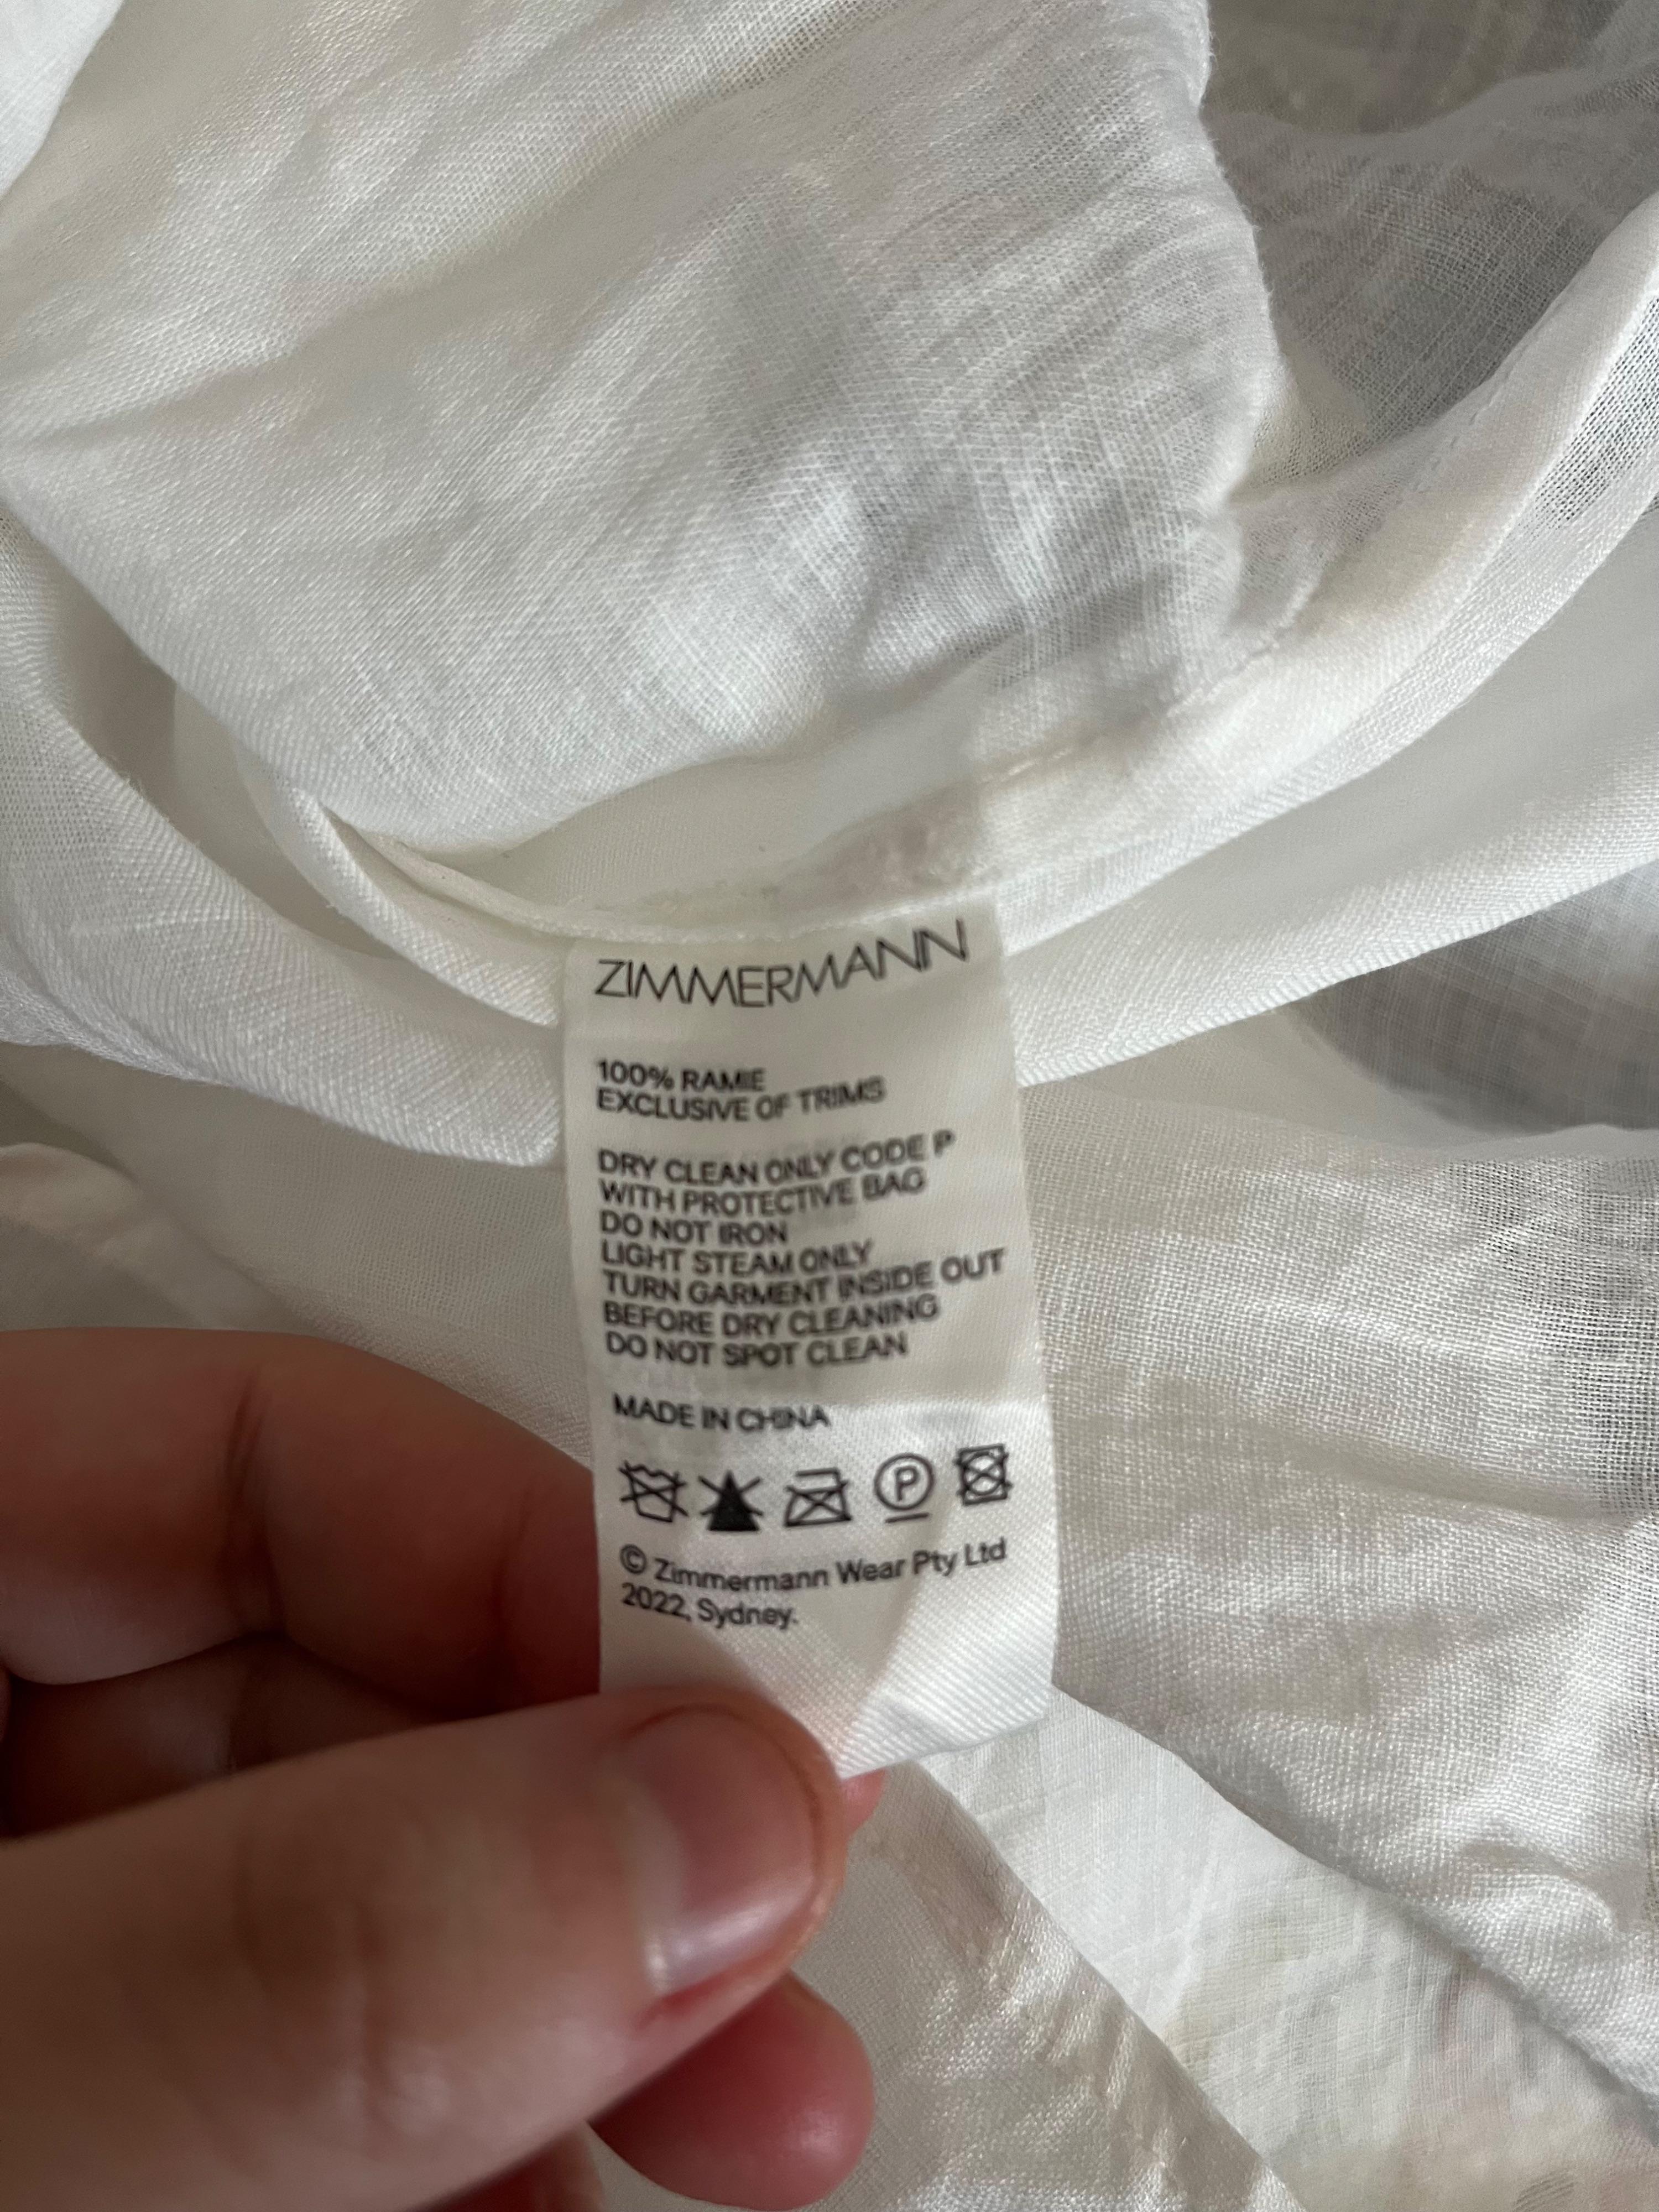 ZIMMERMANN
100% RAMIE
EXCLUSIVE OF TRIMS
DRY CLEAN ONLY CODE P
WITH PROTECTIVE BAG
DO NOT IRON
LIGHT STEAM ONLY
TURN GARMENT INSIDE OUT
BEFORE DRY CLEANING
DO NOT SPOT CLEAN
MADE IN CHINA
P
© Zimmermann Wear Pty Ltd
2022, Sydney.